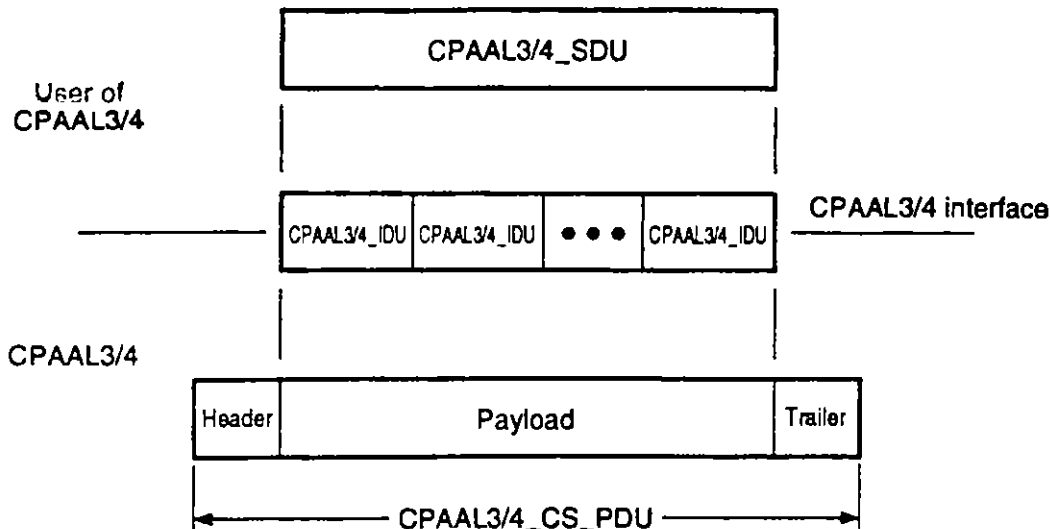 CPAAL3/4_SDU
User of
CPAAL3/4
CPAAL3/4_IDU CPAAL3/4_IDU ••• CPAAL3/4_IDU
CPAAL3/4 interface
CPAAL3/4
Header Payload Trailer
CPAAL3/4_CS_PDU